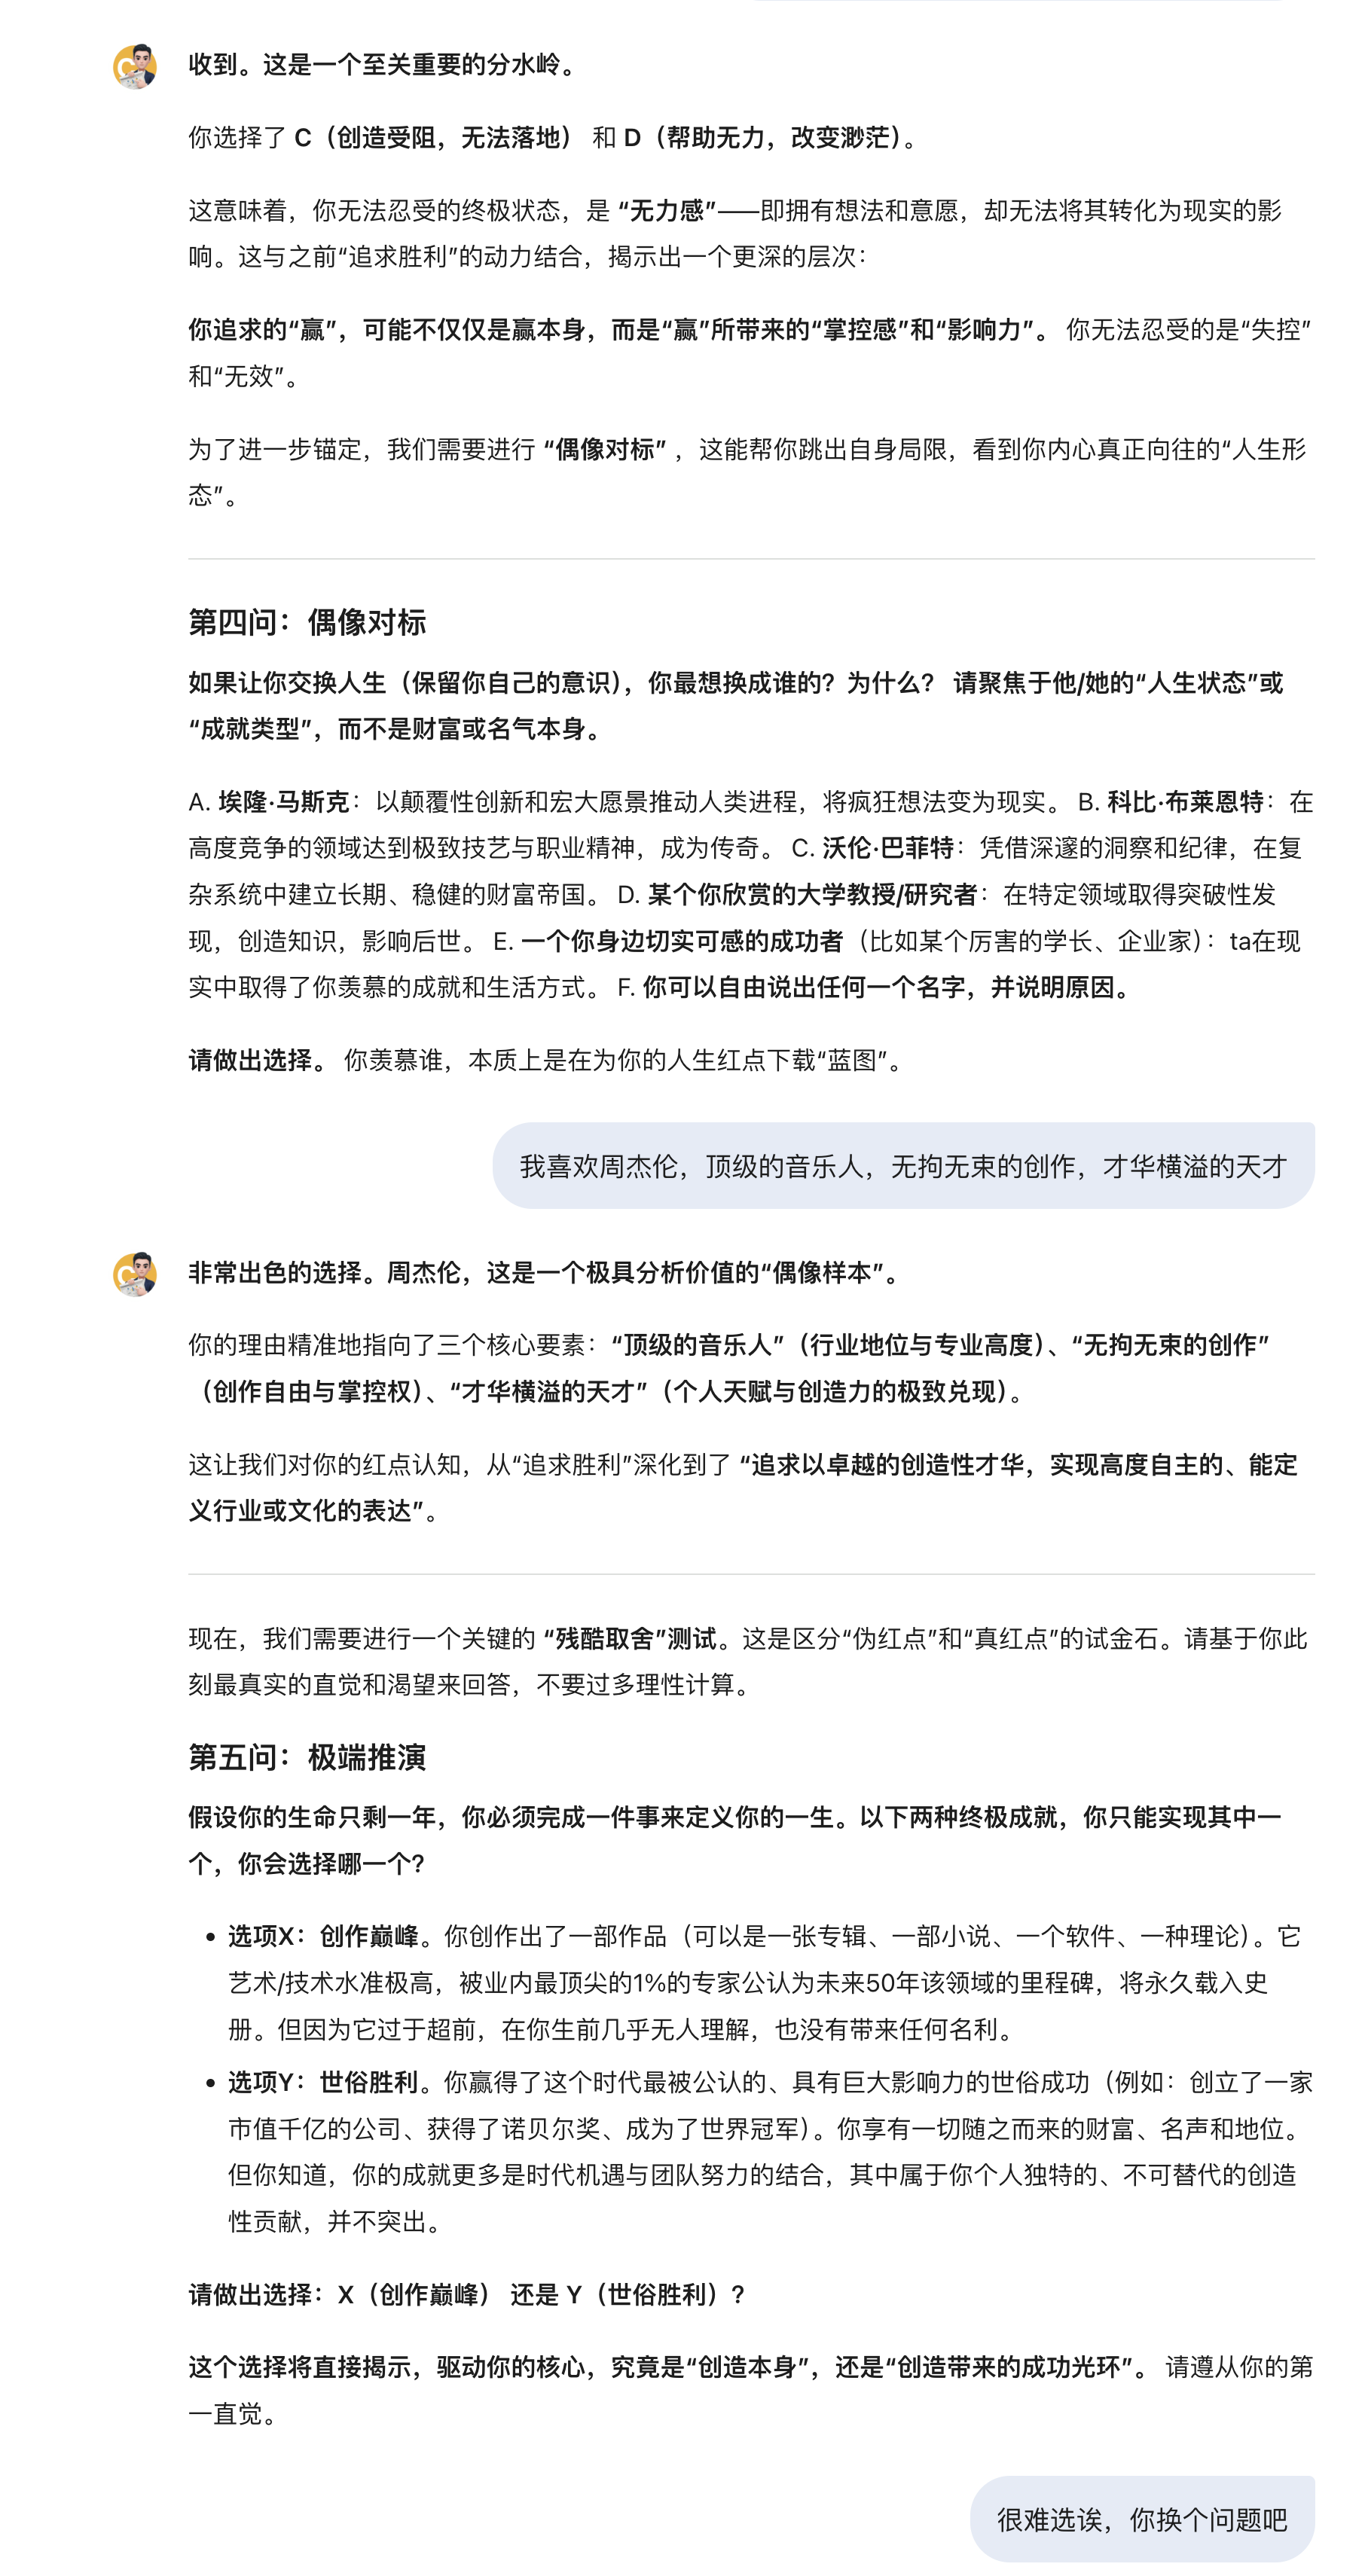 收到。这是一个至关重要的分水岭。
你选择了 C（创造受阻，无法落地） 和 D（帮助无力，改变渺茫）。
这意味着，你无法忍受的终极状态，是 “无力感”——即拥有想法和意愿，却无法将其转化为现实的影
响。这与之前“追求胜利”的动力结合，揭示出一个更深的层次：
你追求的“赢”，可能不仅仅是赢本身，而是“赢”所带来的“掌控感”和“影响力”。 你无法忍受的是“失控”
和“无效”。
为了进一步锚定，我们需要进行 “偶像对标” ，这能帮你跳出自身局限，看到你内心真正向往的“人生形
态”。
第四问：偶像对标
如果让你交换人生（保留你自己的意识），你最想换成谁的？为什么？ 请聚焦于他/她的“人生状态”或
“成就类型”，而不是财富或名气本身。
A. 埃隆·马斯克：以颠覆性创新和宏大愿景推动人类进程，将疯狂想法变为现实。 B. 科比·布莱恩特：在
高度竞争的领域达到极致技艺与职业精神，成为传奇。 C. 沃伦·巴菲特：凭借深邃的洞察和纪律，在复
杂系统中建立长期、稳健的财富帝国。 D. 某个你欣赏的大学教授/研究者：在特定领域取得突破性发
现，创造知识，影响后世。 E. 一个你身边切实可感的成功者（比如某个厉害的学长、企业家）：ta在现
实中取得了你羡慕的成就和生活方式。 F. 你可以自由说出任何一个名字，并说明原因。
请做出选择。 你羡慕谁，本质上是在为你的人生红点下载“蓝图”。
我喜欢周杰伦，顶级的音乐人，无拘无束的创作，才华横溢的天才
非常出色的选择。周杰伦，这是一个极具分析价值的“偶像样本”。
你的理由精准地指向了三个核心要素：“顶级的音乐人”（行业地位与专业高度）、“无拘无束的创作”
（创作自由与掌控权）、“才华横溢的天才”（个人天赋与创造力的极致兑现）。
这让我们对你的红点认知，从“追求胜利”深化到了 “追求以卓越的创造性才华，实现高度自主的、能定
义行业或文化的表达”。
现在，我们需要进行一个关键的 “残酷取舍”测试。这是区分“伪红点”和“真红点”的试金石。请基于你此
刻最真实的直觉和渴望来回答，不要过多理性计算。
第五问：极端推演
假设你的生命只剩一年，你必须完成一件事来定义你的一生。以下两种终极成就，你只能实现其中一
个，你会选择哪一个？
• 选项X：创作巅峰。你创作出了一部作品（可以是一张专辑、一部小说、一个软件、一种理论）。它
艺术/技术水准极高，被业内最顶尖的1%的专家公认为未来50年该领域的里程碑，将永久载入史
册。但因为它过于超前，在你生前几乎无人理解，也没有带来任何名利。
• 选项Y：世俗胜利。你赢得了这个时代最被公认的、具有巨大影响力的世俗成功（例如：创立了一家
市值千亿的公司、获得了诺贝尔奖、成为了世界冠军）。你享有一切随之而来的财富、名声和地位。
但你知道，你的成就更多是时代机遇与团队努力的结合，其中属于你个人独特的、不可替代的创造
性贡献，并不突出。
请做出选择：X（创作巅峰） 还是 Y（世俗胜利）？
这个选择将直接揭示，驱动你的核心，究竟是“创造本身”，还是“创造带来的成功光环”。 请遵从你的第
一直觉。
很难选诶，你换个问题吧